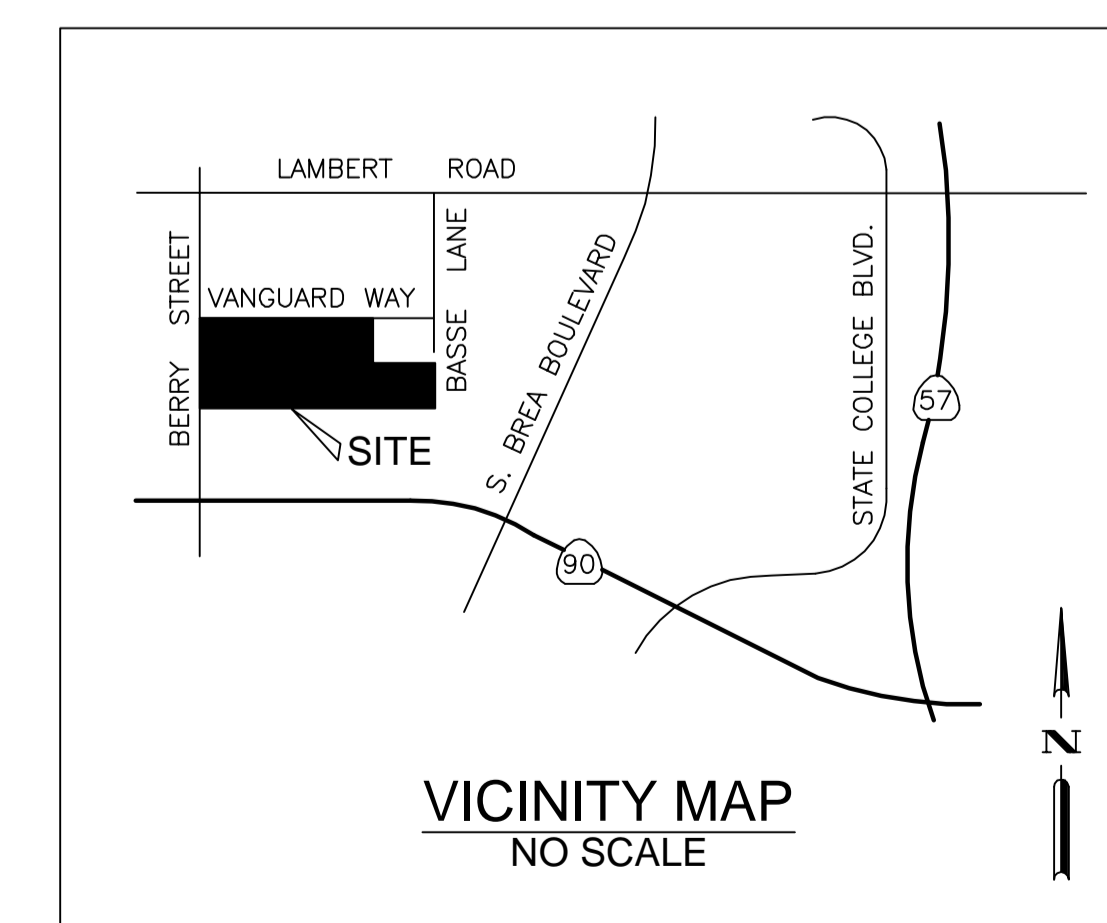 LAMBERT ROAD
BERRY STREET
VANGUARD WAY
BASSE LANE
SITE
S. BREA BOULEVARD
STATE COLLEGE BLVD.
57
90
N
VICINITY MAP
NO SCALE